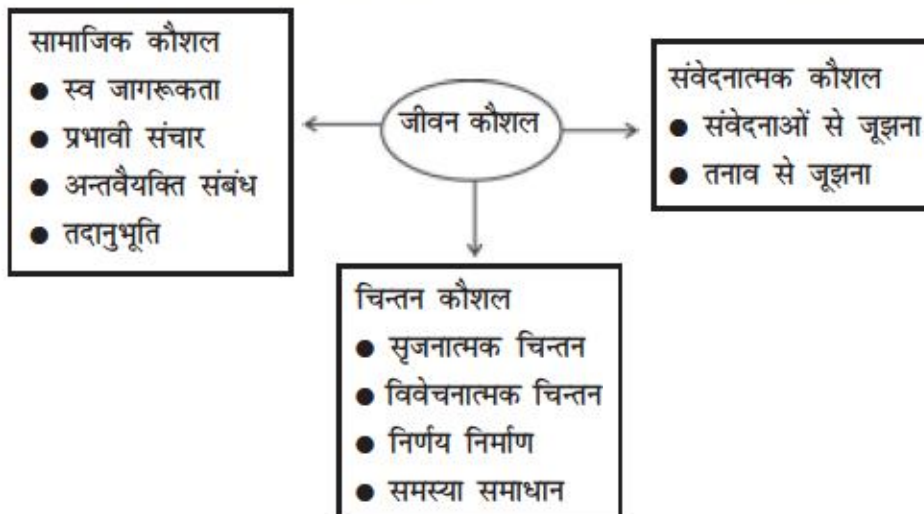 सामाजिक कौशल
● स्व जागरूकता
● प्रभावी संचार
● अन्तवैयक्ति संबंध
● तदानुभूति
जीवन कौशल
संवेदनात्मक कौशल
● संवेदनाओं से जूझना
● तनाव से जूझना
चिन्तन कौशल
● सृजनात्मक चिन्तन
● विवेचनात्मक चिन्तन
● निर्णय निर्माण
● समस्या समाधान